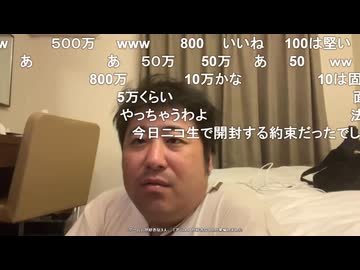 w ５００万 www 800 いいね 100は堅い
あ あ ５０万 50万 あ 50 ww
800万 10万かな 10は固
5万くらい
やっちゃうわよ 法
今日ニコ生で開封する約束だったでし